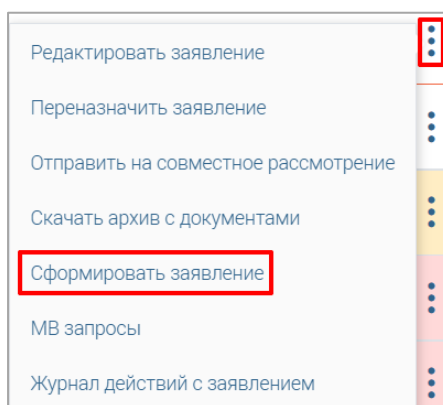 Редактировать заявление
Переназначить заявление
Отправить на совместное рассмотрение
Скачать архив с документами
Сформировать заявление
МВ запросы
Журнал действий с заявлением